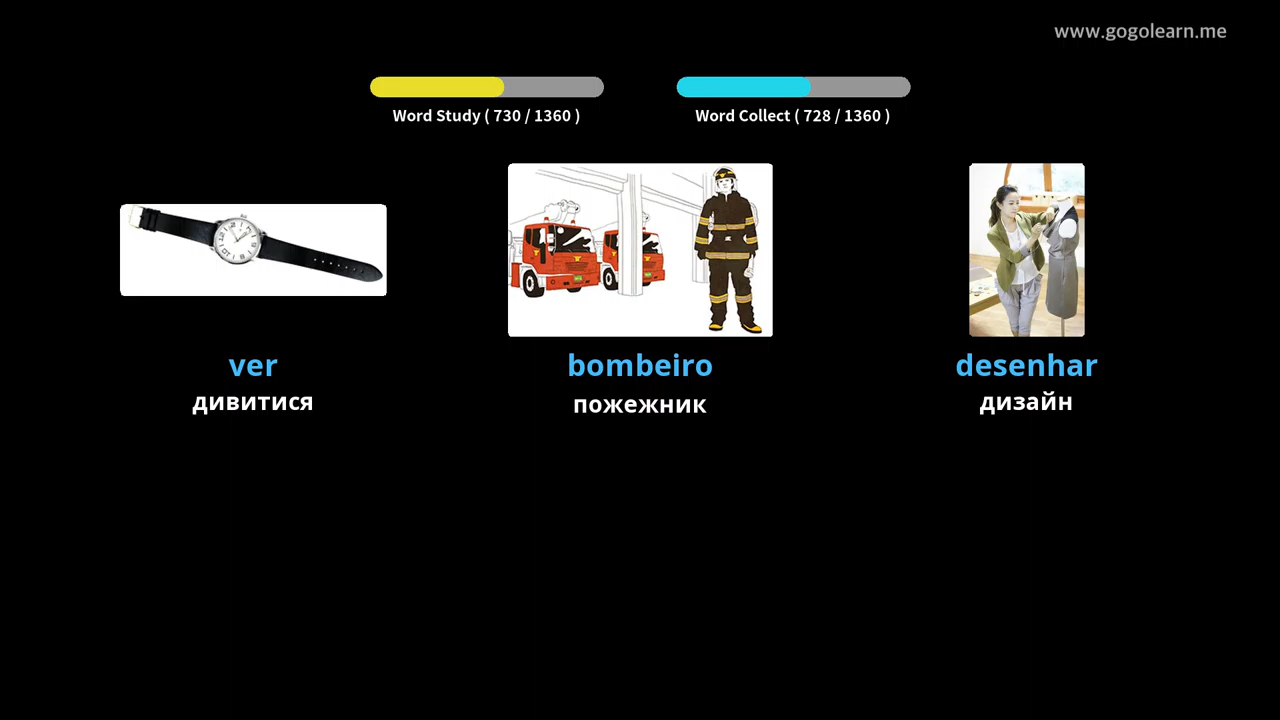 www.gogolearn.me
Word Study ( 730 / 1360 )
Word Collect ( 728 / 1360 )
ver
bombeiro
desenhar
дивитися
пожежник
дизайн